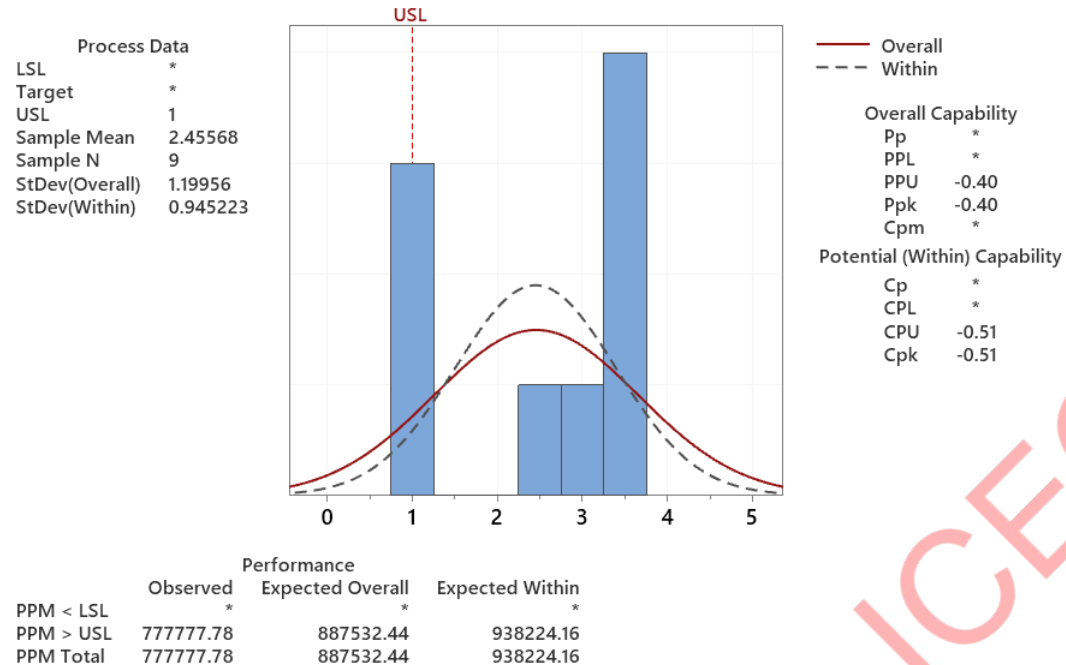 USL
Process Data
LSL *
Target *
USL 1
Sample Mean 2.45568
Sample N 9
StDev(Overall) 1.19956
StDev(Within) 0.945223
Overall
Within
Overall Capability
Pp *
PPL *
PPU -0.40
Ppk -0.40
Cpm *
Potential (Within) Capability
Cp *
CPL *
CPU -0.51
Cpk -0.51
0 1 2 3 4 5
Performance
Observed Expected Overall Expected Within
PPM < LSL * * *
PPM > USL 777777.78 887532.44 938224.16
PPM Total 777777.78 887532.44 938224.16